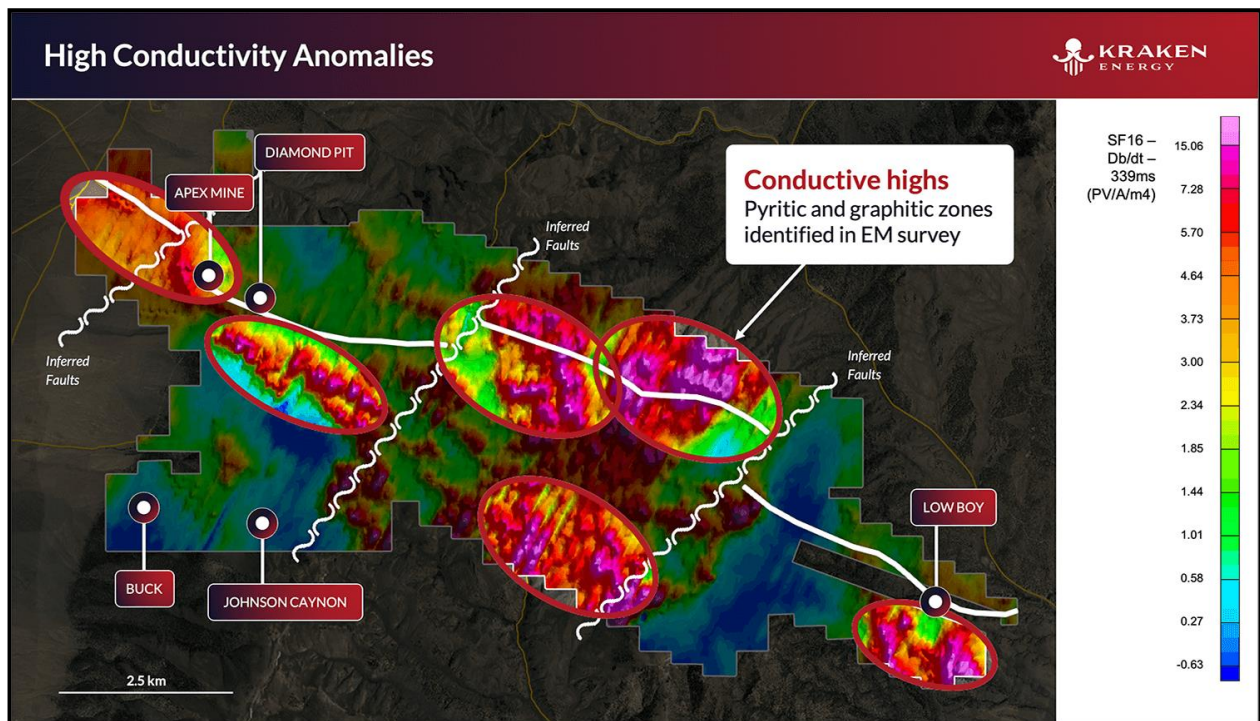 High Conductivity Anomalies
KRAKEN
ENERGY
DIAMOND PIT
APEX MINE
Inferred
Faults
Conductive highs
Pyritic and graphitic zones
identified in EM survey
Inferred
Faults
Inferred
Faults
LOW BOY
BUCK
JOHNSON CAYNON
2.5 km
SF16 –
Db/dt –
339ms
(PV/A/m4)
15.06
7.28
5.70
4.64
3.73
3.00
2.34
1.85
1.44
1.01
0.58
0.27
-0.63